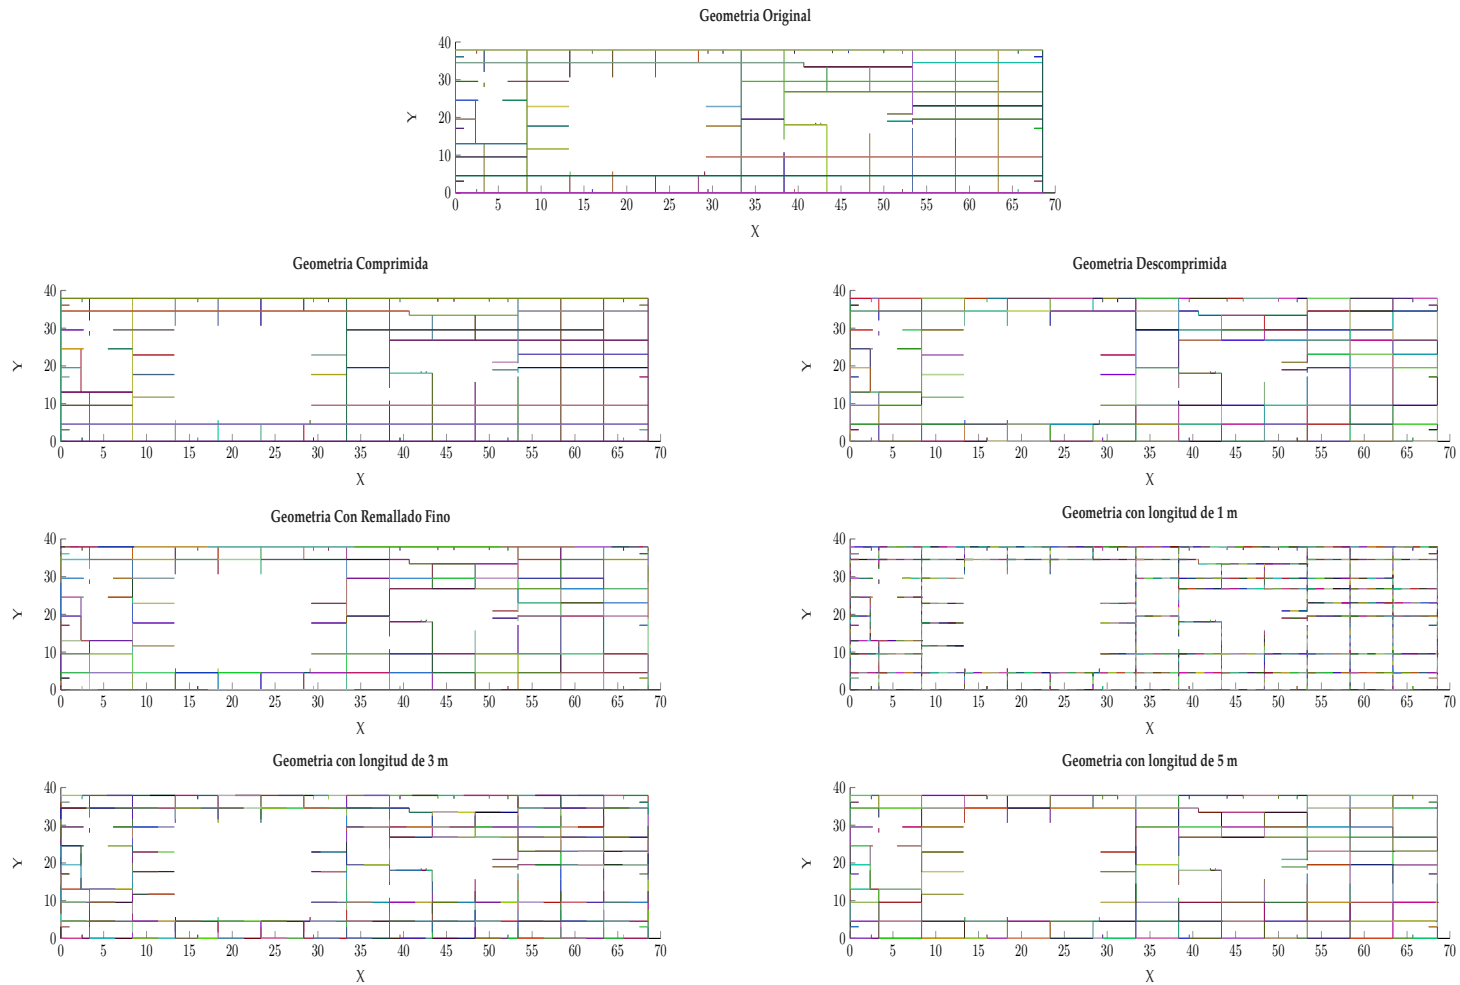 Geometria Original
40
30
20
10
0
Y
0 5 10 15 20 25 30 35 40 45 50 55 60 65 70
X
Geometria Comprimida
40
30
20
10
0
Y
0 5 10 15 20 25 30 35 40 45 50 55 60 65 70
X
Geometria Descomprimida
40
30
20
10
0
Y
0 5 10 15 20 25 30 35 40 45 50 55 60 65 70
X
Geometria Con Remallado Fino
40
30
20
10
0
Y
0 5 10 15 20 25 30 35 40 45 50 55 60 65 70
X
Geometria con longitud de 1 m
40
30
20
10
0
Y
0 5 10 15 20 25 30 35 40 45 50 55 60 65 70
X
Geometria con longitud de 3 m
40
30
20
10
0
Y
0 5 10 15 20 25 30 35 40 45 50 55 60 65 70
X
Geometria con longitud de 5 m
40
30
20
10
0
Y
0 5 10 15 20 25 30 35 40 45 50 55 60 65 70
X